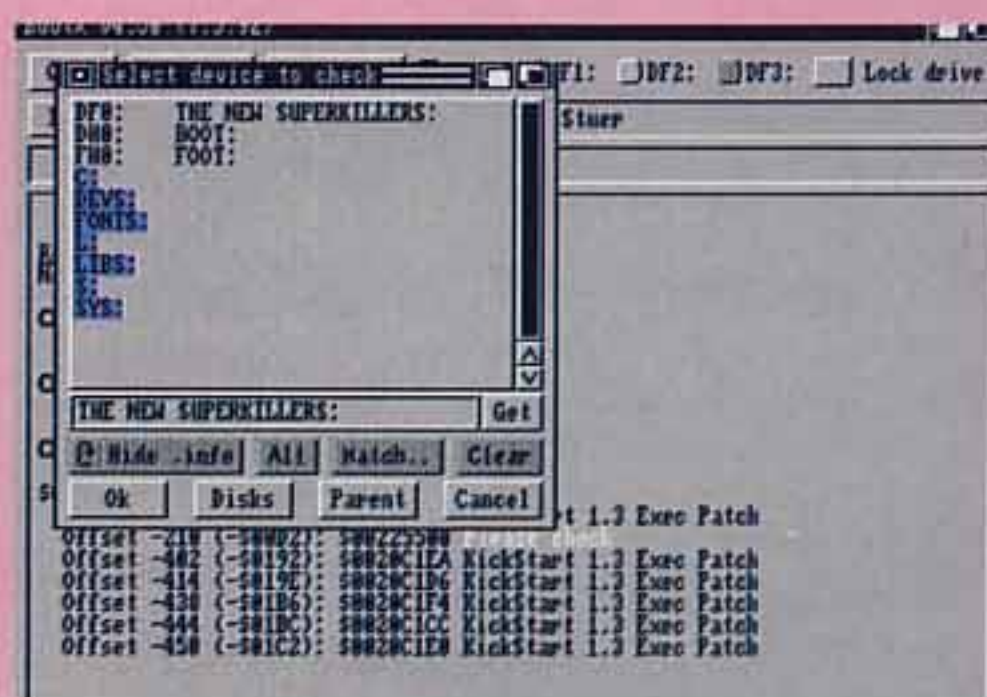 Select device to check
F1: DF2: DF3: Lock drive
DF0: THE NEW SUPERKILLERS:
DH0: BOOT:
FH0: FOOT:
C:
DEVS:
FONTS:
L:
LIBS:
S:
SYS:
THE NEW SUPERKILLERS: Get
Hide .info All Match.. Clear
Ok Disks Parent Cancel
t 1.3 Exec Patch
Offset -210 (-$00D2):
Offset -402 (-$0192): $0020C1EA KickStart 1.3 Exec Patch
Offset -414 (-$019E): $0020C1D6 KickStart 1.3 Exec Patch
Offset -438 (-$01B6): $0020C1F4 KickStart 1.3 Exec Patch
Offset -444 (-$01BC): $0020C1CC KickStart 1.3 Exec Patch
Offset -450 (-$01C2): $0020C1E0 KickStart 1.3 Exec Patch